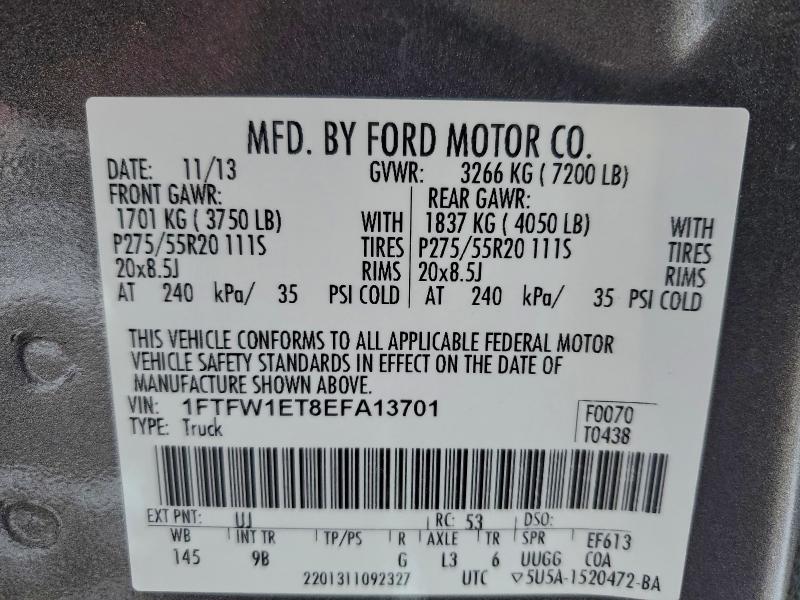 MFD. BY FORD MOTOR CO.
DATE: 11/13 GVWR: 3266 KG ( 7200 LB)
FRONT GAWR: REAR GAWR:
1701 KG ( 3750 LB) WITH 1837 KG ( 4050 LB) WITH
P275/55R20 111S TIRES P275/55R20 111S TIRES
20x8.5J RIMS 20x8.5J RIMS
AT 240 kPa/ 35 PSI COLD AT 240 kPa/ 35 PSI COLD
THIS VEHICLE CONFORMS TO ALL APPLICABLE FEDERAL MOTOR
VEHICLE SAFETY STANDARDS IN EFFECT ON THE DATE OF
MANUFACTURE SHOWN ABOVE.
VIN: 1FTFW1ET8EFA13701 F0070
TYPE: Truck T0438
EXT PNT: UJ RC: 53 DSO:
WB INT TR TP/PS R AXLE TR SPR EF613
145 9B G L3 6 UUGG COA
2201311092327 UTC ▽5U5A-1520472-BA